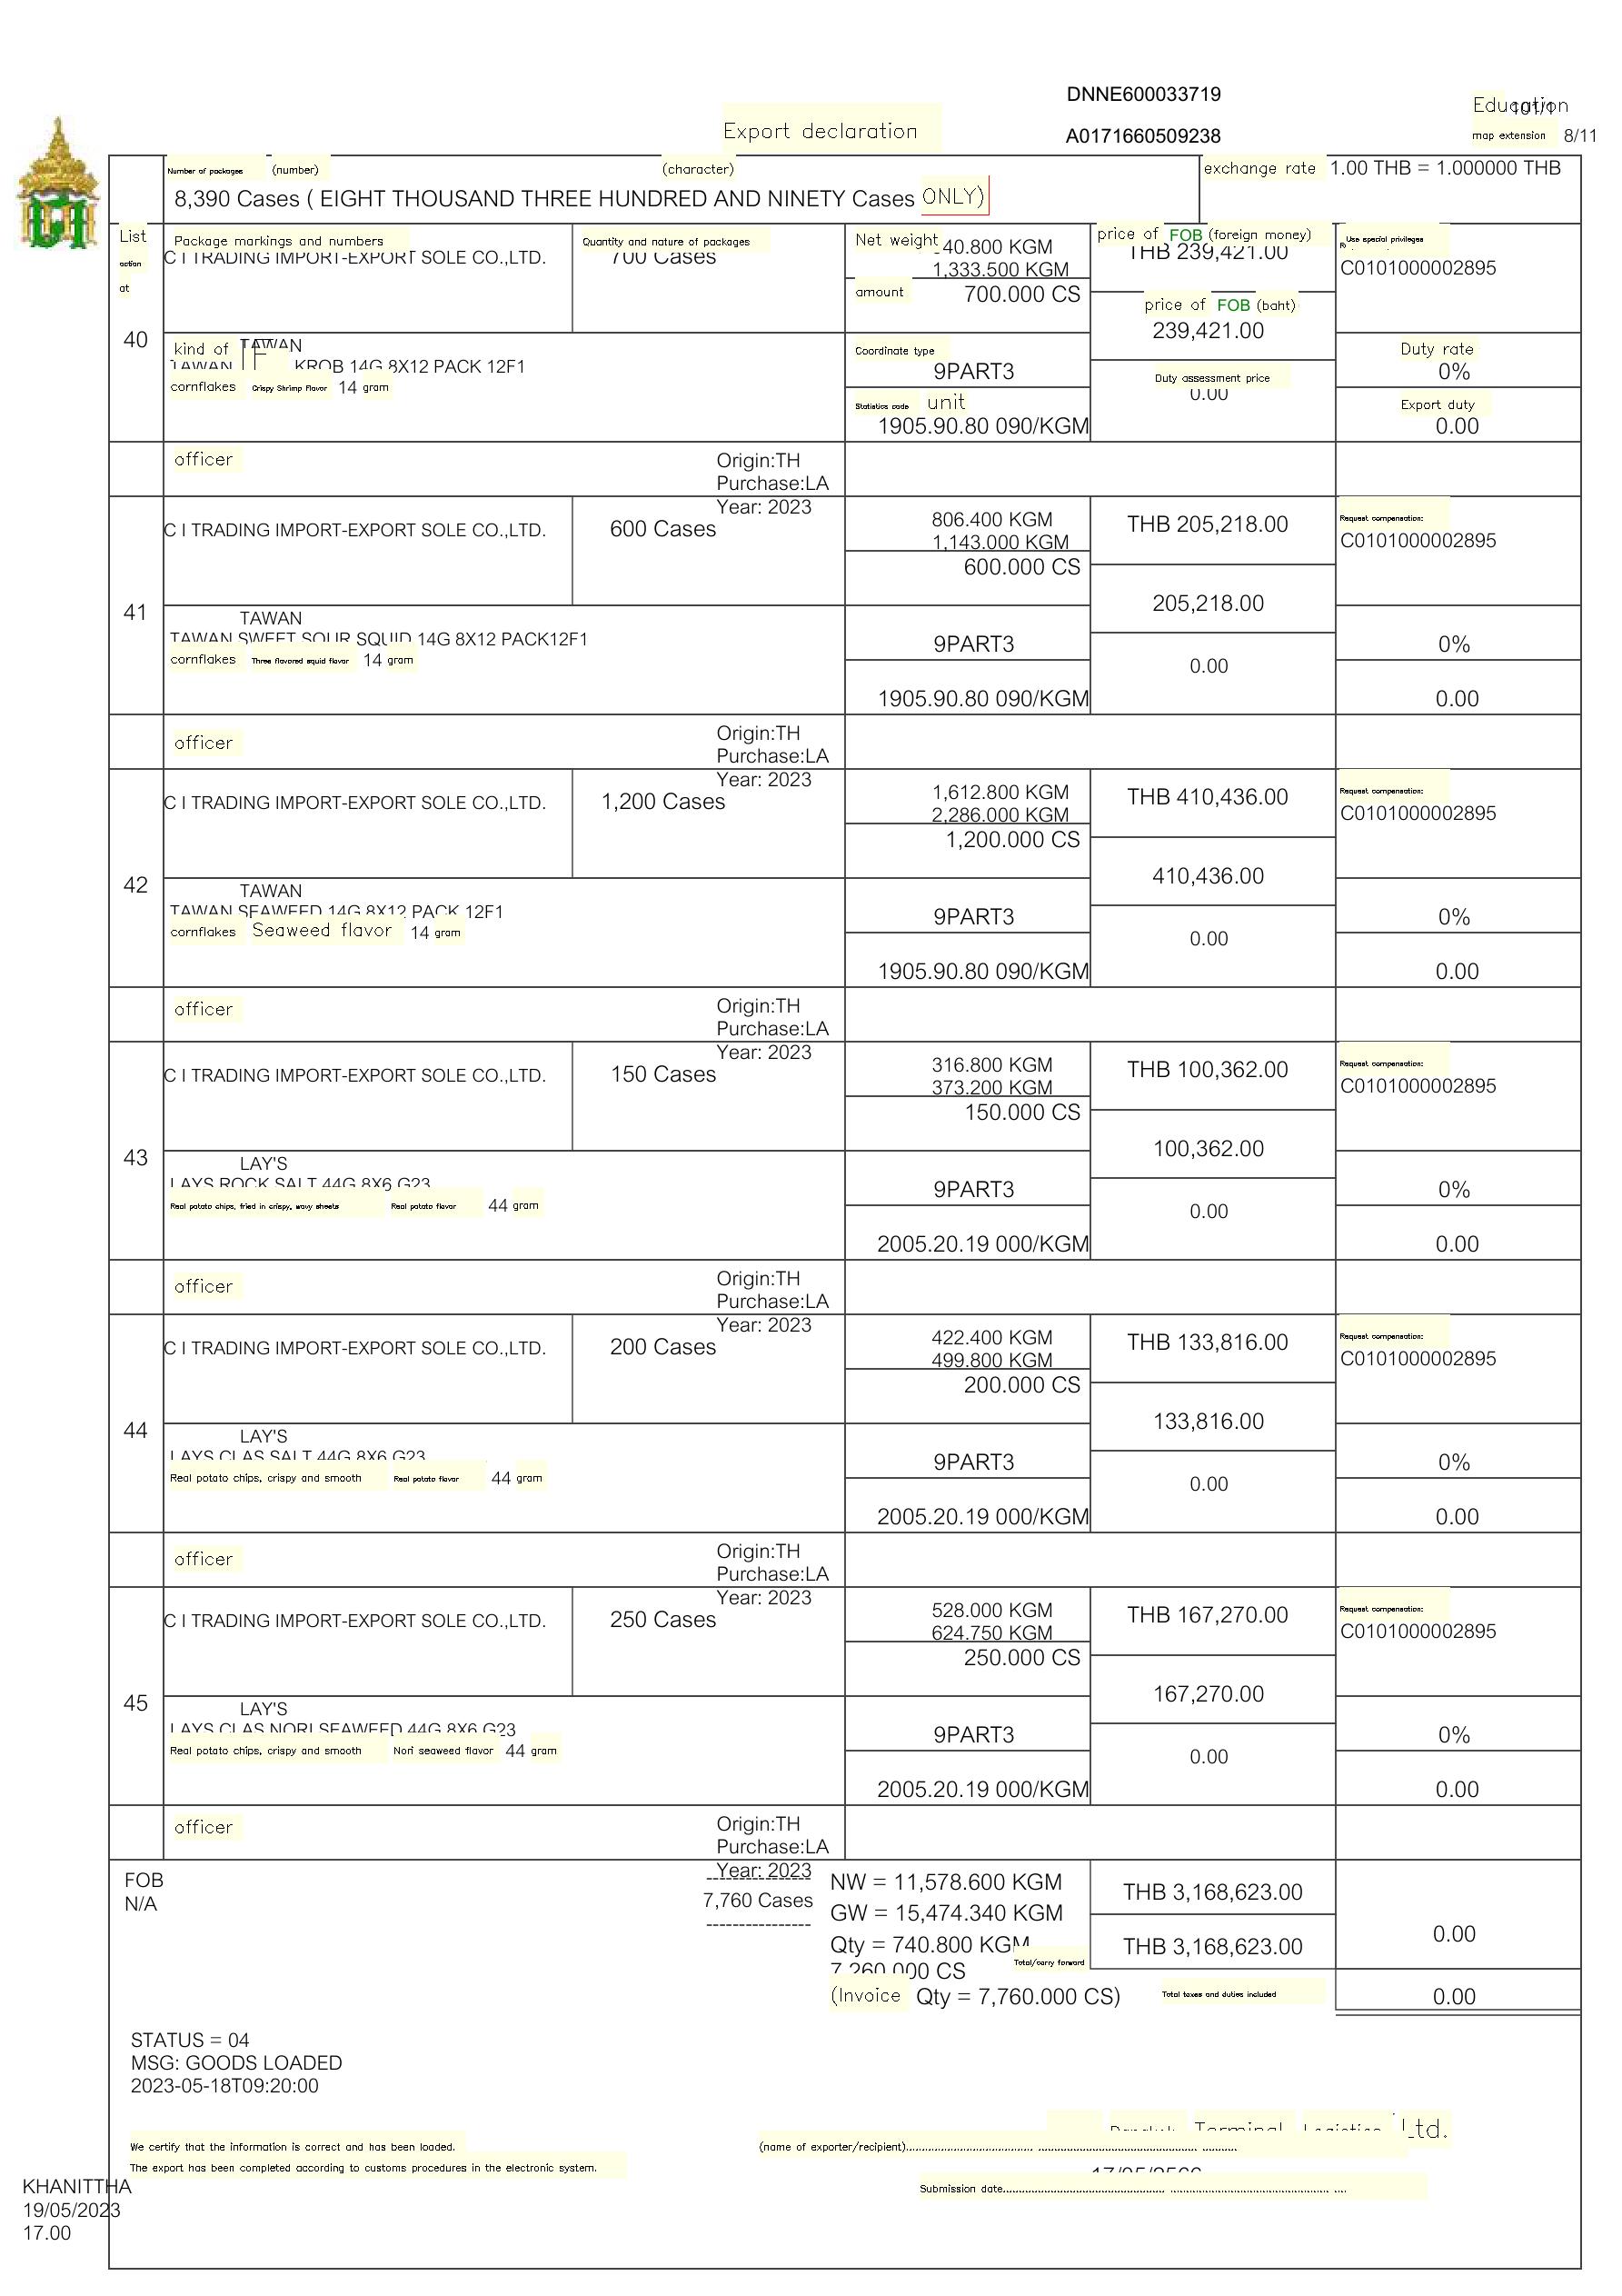 DNNE600033719
Export declaration
A0171660509238
map extension 8/11
Number of packages (number) (character)
8,390 Cases ( EIGHT THOUSAND THREE HUNDRED AND NINETY Cases ONLY)
exchange rate 1.00 THB = 1.000000 THB
List
action
at
Package markings and numbers
Quantity and nature of packages
Net weight
price of FOB (foreign money)
Use special privileges
C I TRADING IMPORT-EXPORT SOLE CO.,LTD.
700 Cases
40.800 KGM
THB 239,421.00
C0101000002895
1,333.500 KGM
amount 700.000 CS
price of FOB (baht)
239,421.00
40
kind of TAWAN
TAWAN KROB 14G 8X12 PACK 12F1
cornflakes Crispy Shrimp Flavor 14 gram
Coordinate type
9PART3
Duty assessment price
0.00
Duty rate
0%
Statistics code unit
1905.90.80 090/KGM
Export duty
0.00
officer
Origin:TH
Purchase:LA
Year: 2023
C I TRADING IMPORT-EXPORT SOLE CO.,LTD.
600 Cases
806.400 KGM
1,143.000 KGM
600.000 CS
THB 205,218.00
Request compensation:
C0101000002895
41
205,218.00
TAWAN
TAWAN SWEET SOUR SQUID 14G 8X12 PACK12F1
cornflakes Three flavored squid flavor 14 gram
9PART3
0.00
0%
1905.90.80 090/KGM
0.00
officer
Origin:TH
Purchase:LA
Year: 2023
C I TRADING IMPORT-EXPORT SOLE CO.,LTD.
1,200 Cases
1,612.800 KGM
2,286.000 KGM
1,200.000 CS
THB 410,436.00
Request compensation:
C0101000002895
42
410,436.00
TAWAN
TAWAN SEAWEED 14G 8X12 PACK 12F1
cornflakes Seaweed flavor 14 gram
9PART3
0.00
0%
1905.90.80 090/KGM
0.00
officer
Origin:TH
Purchase:LA
Year: 2023
C I TRADING IMPORT-EXPORT SOLE CO.,LTD.
150 Cases
316.800 KGM
373.200 KGM
150.000 CS
THB 100,362.00
Request compensation:
C0101000002895
43
100,362.00
LAY'S
LAYS ROCK SALT 44G 8X6 G23
Real potato chips, fried in crispy, wavy sheets Real potato flavor 44 gram
9PART3
0.00
0%
2005.20.19 000/KGM
0.00
officer
Origin:TH
Purchase:LA
Year: 2023
C I TRADING IMPORT-EXPORT SOLE CO.,LTD.
200 Cases
422.400 KGM
499.800 KGM
200.000 CS
THB 133,816.00
Request compensation:
C0101000002895
44
133,816.00
LAY'S
LAYS CLAS SALT 44G 8X6 G23
Real potato chips, crispy and smooth Real potato flavor 44 gram
9PART3
0.00
0%
2005.20.19 000/KGM
0.00
officer
Origin:TH
Purchase:LA
Year: 2023
C I TRADING IMPORT-EXPORT SOLE CO.,LTD.
250 Cases
528.000 KGM
624.750 KGM
250.000 CS
THB 167,270.00
Request compensation:
C0101000002895
45
167,270.00
LAY'S
LAYS CLAS NORI SEAWEED 44G 8X6 G23
Real potato chips, crispy and smooth Nori seaweed flavor 44 gram
9PART3
0.00
0%
2005.20.19 000/KGM
0.00
officer
Origin:TH
Purchase:LA
Year: 2023
FOB
N/A
7,760 Cases
NW = 11,578.600 KGM
GW = 15,474.340 KGM
Qty = 740.800 KGM
7,260.000 CS
(Invoice Qty = 7,760.000 CS)
THB 3,168,623.00
THB 3,168,623.00
Total/carry forward
0.00
Total taxes and duties included
0.00
STATUS = 04
MSG: GOODS LOADED
2023-05-18T09:20:00
Terminal Logistics Ltd.
We certify that the information is correct and has been loaded.
(name of exporter/recipient)
The export has been completed according to customs procedures in the electronic system.
17/05/2566
Submission date
KHANITTHA
19/05/2023
17.00